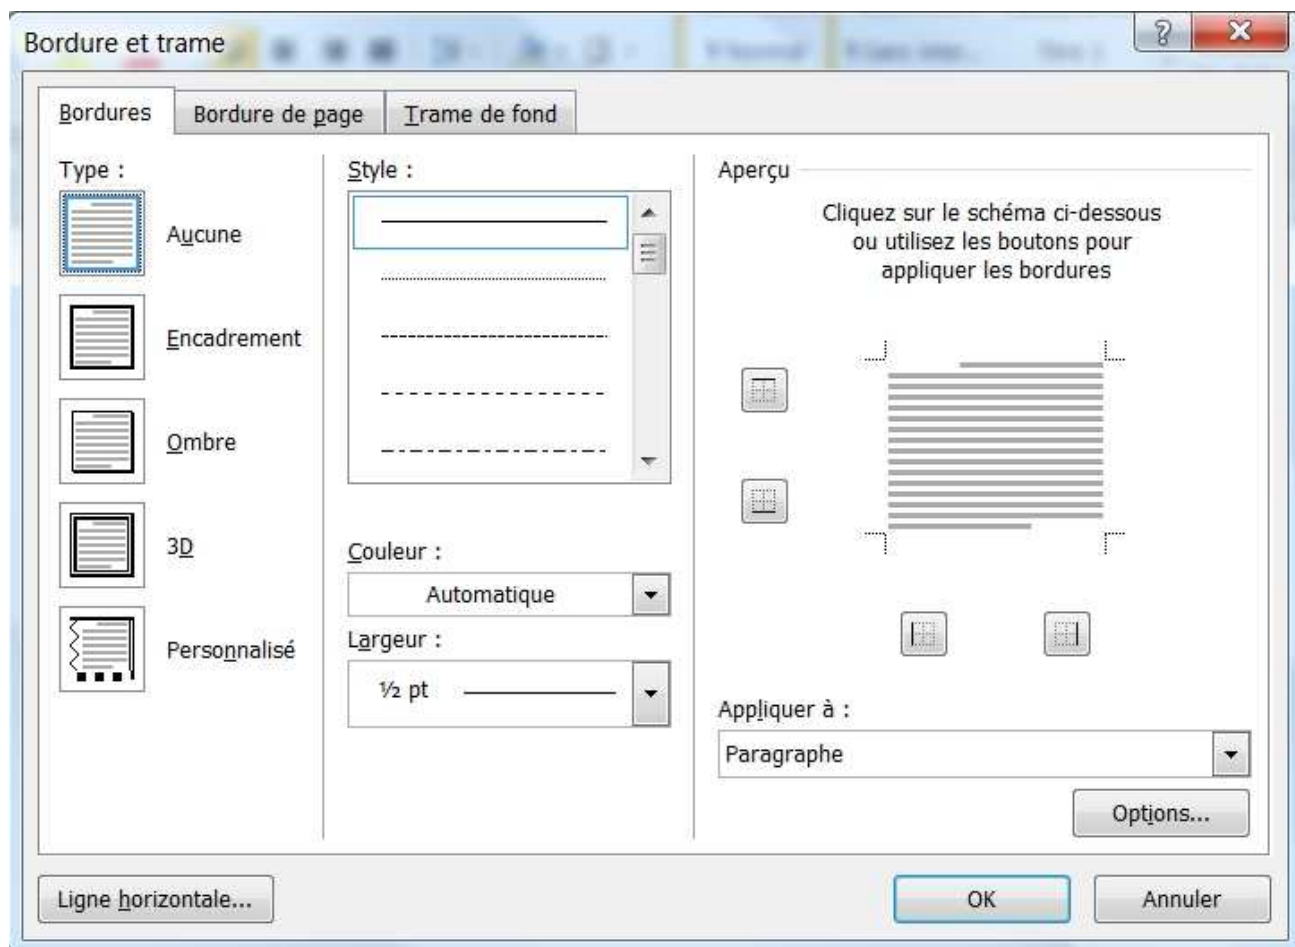 Bordure et trame
Bordures
Bordure de page
Trame de fond
Type :
Aucune
Encadrement
Ombre
3D
Personnalisé
Style :
Couleur :
Automatique
Largeur :
½ pt
Aperçu
Cliquez sur le schéma ci-dessous
ou utilisez les boutons pour
appliquer les bordures
Appliquer à :
Paragraphe
Options...
Ligne horizontale...
OK
Annuler